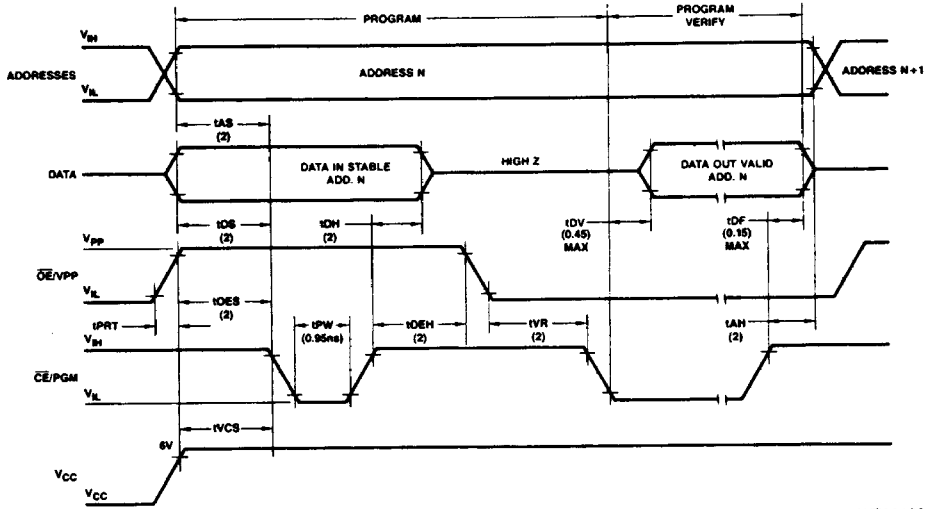 PROGRAM
PROGRAM
VERIFY
VIH
ADDRESSES
ADDRESS N
ADDRESS N+1
VIL
tAS
(2)
DATA
DATA IN STABLE
ADD. N
HIGH Z
DATA OUT VALID
ADD. N
tDS
(2)
tDH
(2)
tDV
(0.45)
MAX
tDF
(0.15)
MAX
VPP
OE/VPP
VIL
tOES
(2)
tPRT
tPW
(0.95ns)
tOEH
(2)
tVR
(2)
tAH
(2)
VIH
CE/PGM
VIL
tVCS
6V
VCC
VCC